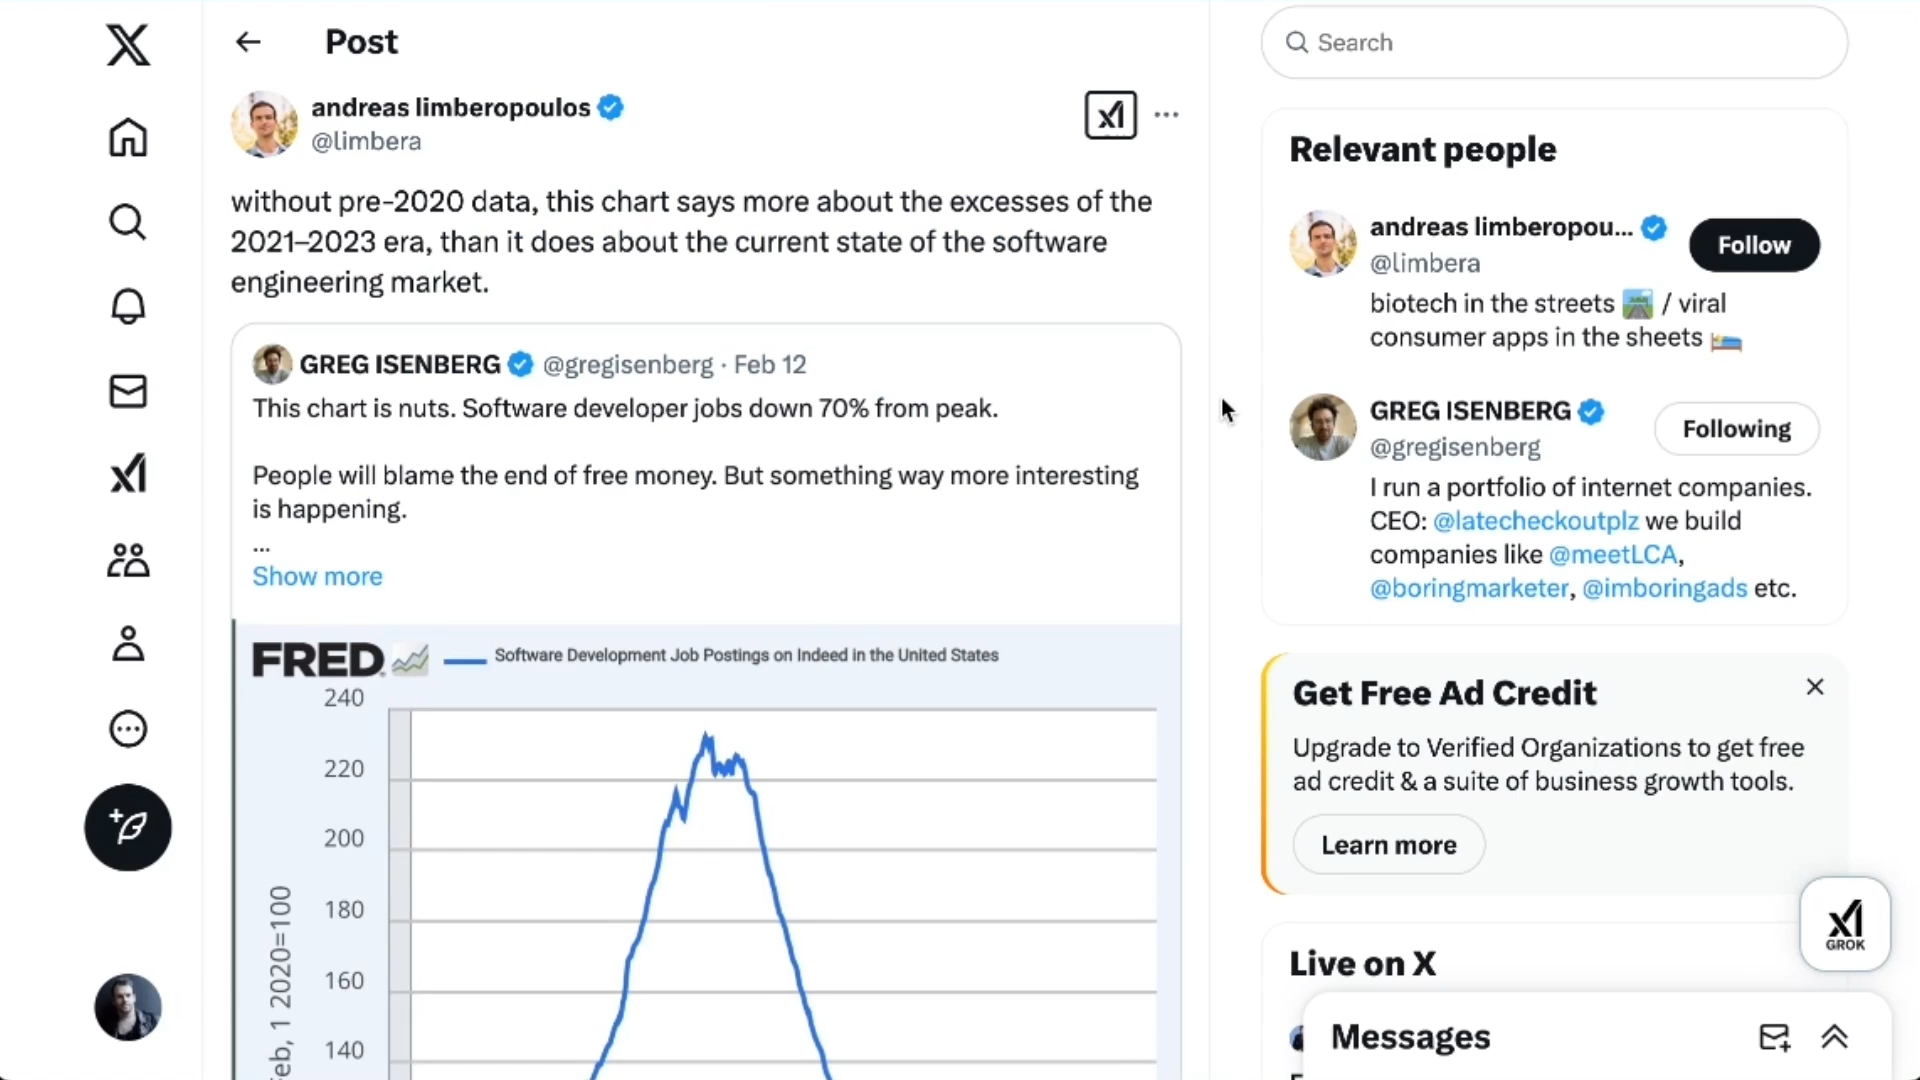 Post
andreas limberopoulos
@limbera
without pre-2020 data, this chart says more about the excesses of the
2021–2023 era, than it does about the current state of the software
engineering market.
GREG ISENBERG @gregisenberg · Feb 12
This chart is nuts. Software developer jobs down 70% from peak.
People will blame the end of free money. But something way more interesting
is happening.
...
Show more
FRED
Software Development Job Postings on Indeed in the United States
240
220
200
180
160
140
eb, 1 2020=100
Search
Relevant people
andreas limberopou...
@limbera
Follow
biotech in the streets 🛣️ / viral
consumer apps in the sheets 🛌
GREG ISENBERG
@gregisenberg
Following
I run a portfolio of internet companies.
CEO: @latecheckoutplz we build
companies like @meetLCA,
@boringmarketer, @imboringads etc.
Get Free Ad Credit
Upgrade to Verified Organizations to get free
ad credit & a suite of business growth tools.
Learn more
GROK
Live on X
Messages